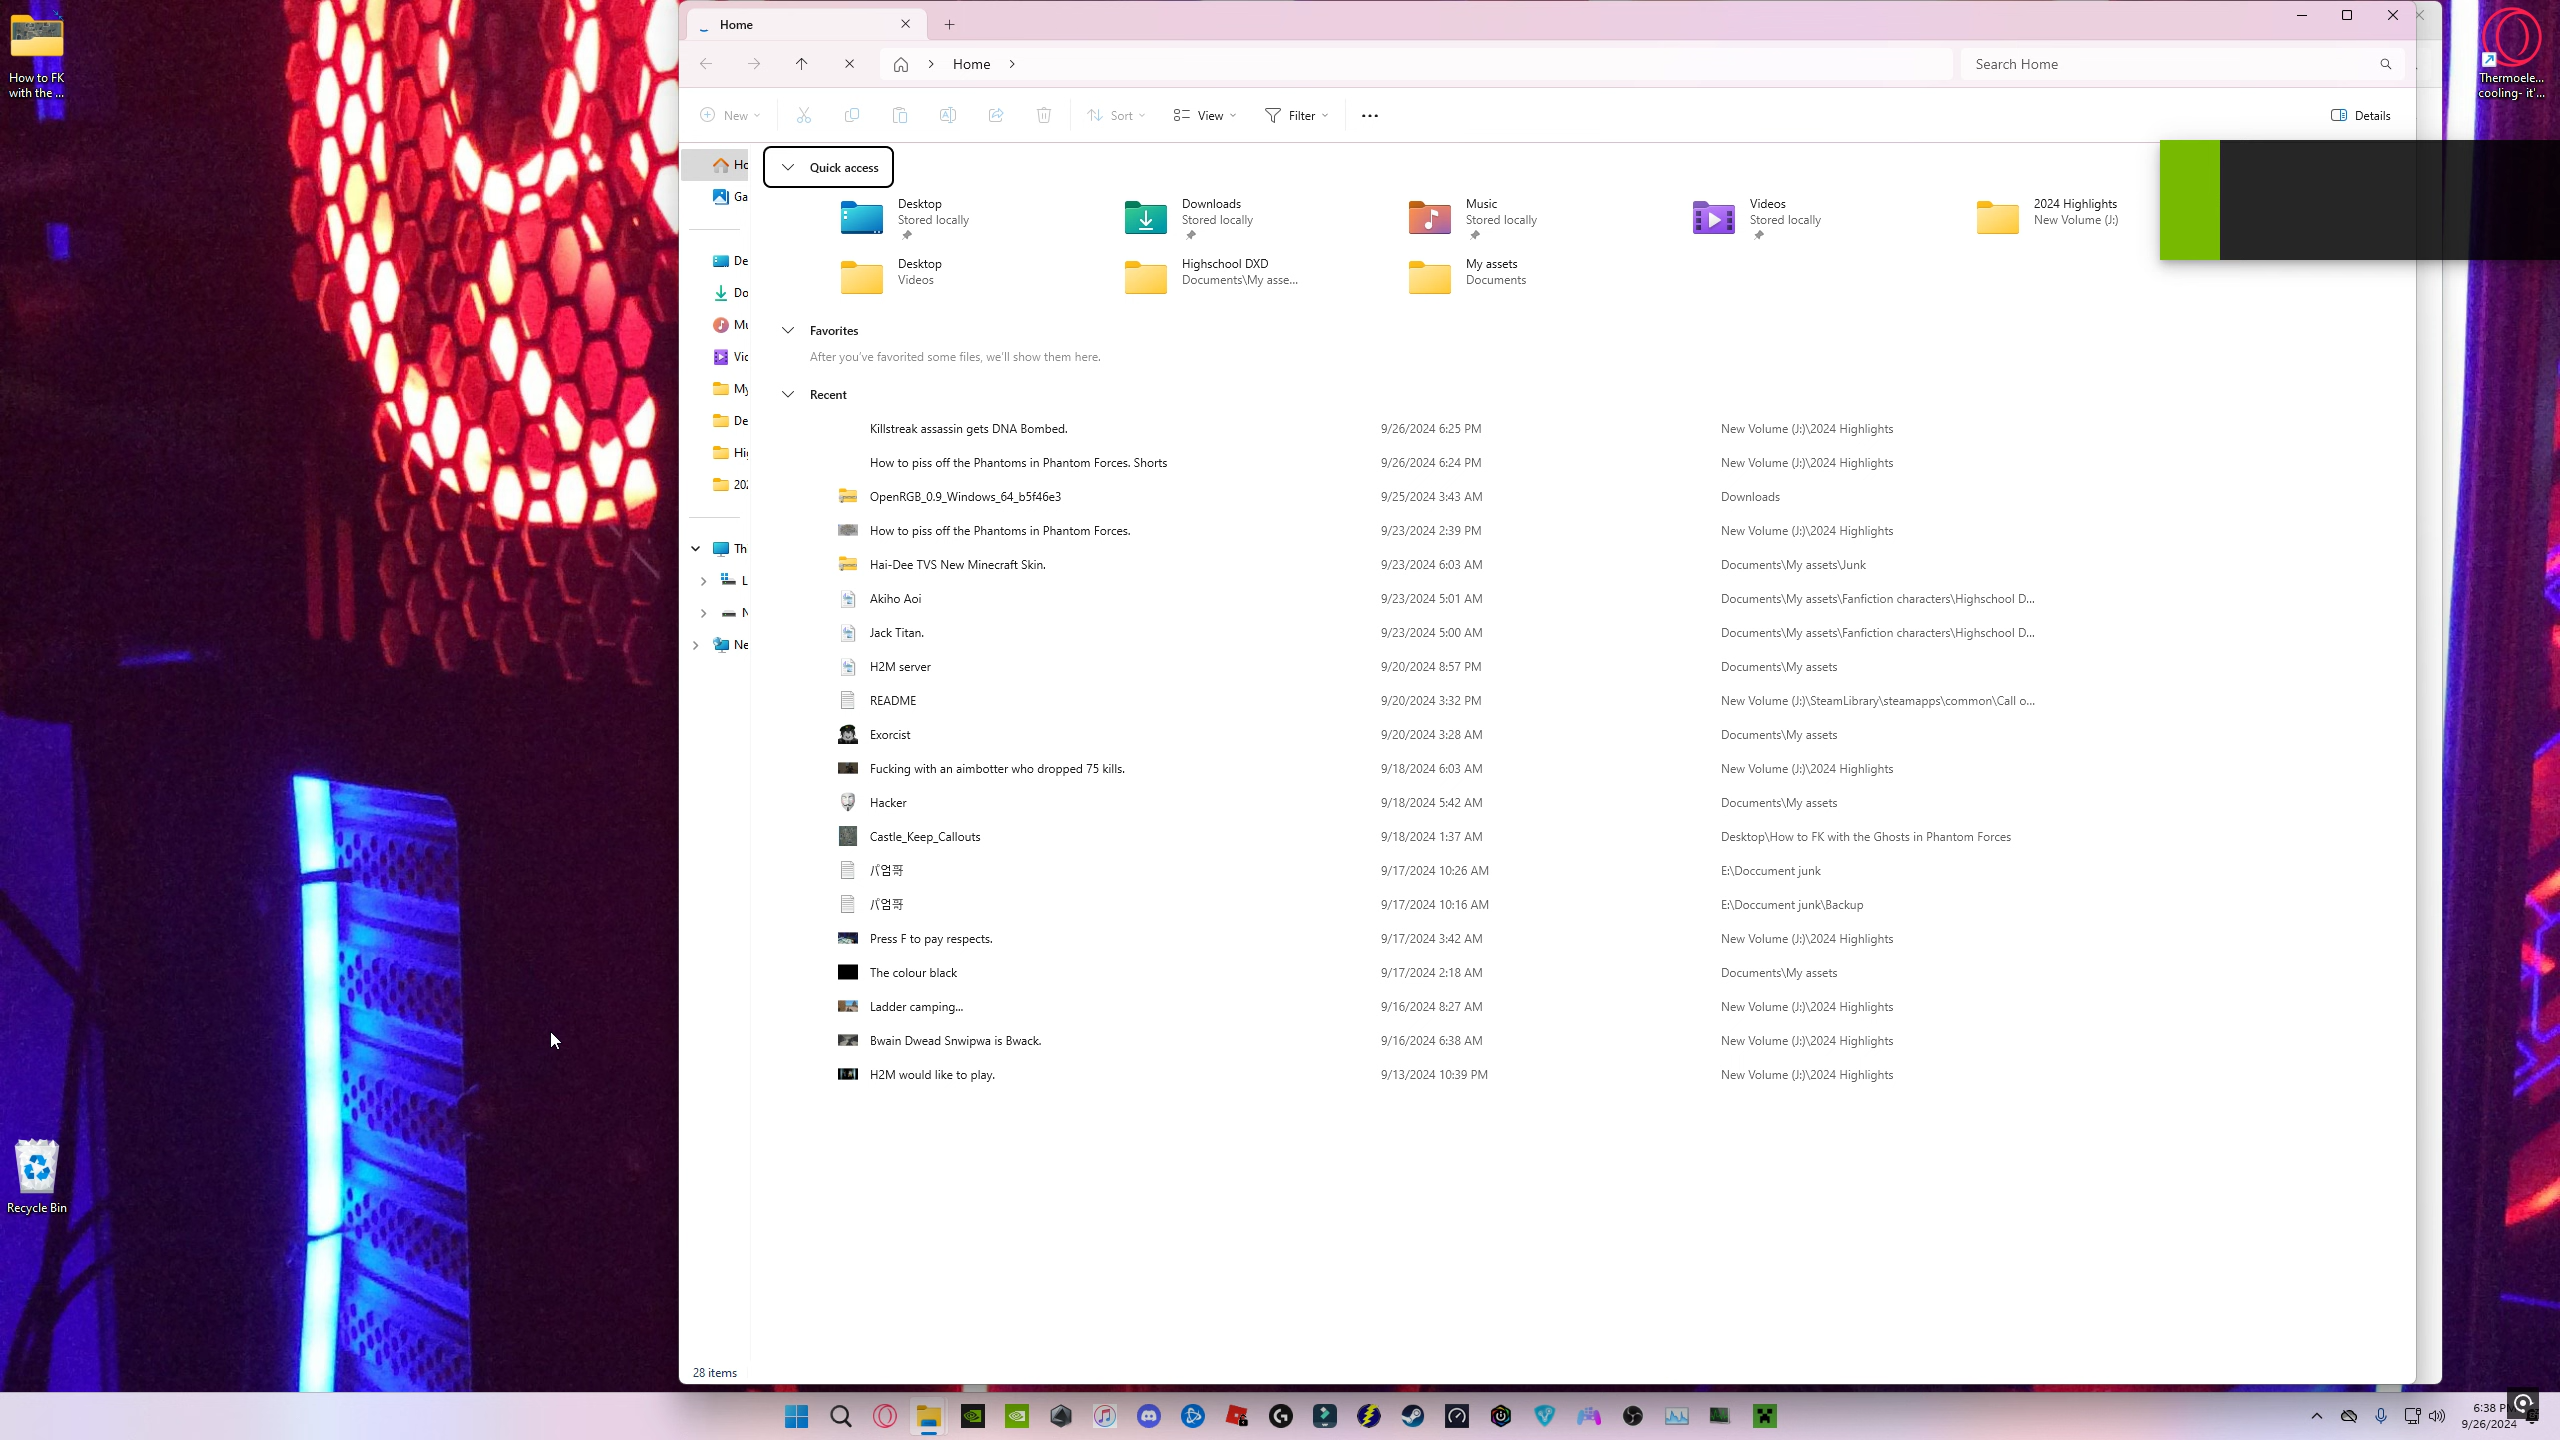 How to FK
with the ...
Recycle Bin
Thermoele...
cooling- it'...
Home
Home
Search Home
New
Sort
View
Filter
Details
Ho
Ga
De
Do
Mu
Vic
My
De
Hig
202
Th
L
N
Ne
Quick access
Desktop
Stored locally
Downloads
Stored locally
Music
Stored locally
Videos
Stored locally
2024 Highlights
New Volume (J:)
Desktop
Videos
Highschool DXD
Documents\My asse...
My assets
Documents
Favorites
After you've favorited some files, we'll show them here.
Recent
Killstreak assassin gets DNA Bombed. 9/26/2024 6:25 PM New Volume (J:)\2024 Highlights
How to piss off the Phantoms in Phantom Forces. Shorts 9/26/2024 6:24 PM New Volume (J:)\2024 Highlights
OpenRGB_0.9_Windows_64_b5f46e3 9/25/2024 3:43 AM Downloads
How to piss off the Phantoms in Phantom Forces. 9/23/2024 2:39 PM New Volume (J:)\2024 Highlights
Hai-Dee TVS New Minecraft Skin. 9/23/2024 6:03 AM Documents\My assets\Junk
Akiho Aoi 9/23/2024 5:01 AM Documents\My assets\Fanfiction characters\Highschool D...
Jack Titan. 9/23/2024 5:00 AM Documents\My assets\Fanfiction characters\Highschool D...
H2M server 9/20/2024 8:57 PM Documents\My assets
README 9/20/2024 3:32 PM New Volume (J:)\SteamLibrary\steamapps\common\Call o...
Exorcist 9/20/2024 3:28 AM Documents\My assets
Fucking with an aimbotter who dropped 75 kills. 9/18/2024 6:03 AM New Volume (J:)\2024 Highlights
Hacker 9/18/2024 5:42 AM Documents\My assets
Castle_Keep_Callouts 9/18/2024 1:37 AM Desktop\How to FK with the Ghosts in Phantom Forces
パ엄哥 9/17/2024 10:26 AM E:\Doccument junk
パ엄哥 9/17/2024 10:16 AM E:\Doccument junk\Backup
Press F to pay respects. 9/17/2024 3:42 AM New Volume (J:)\2024 Highlights
The colour black 9/17/2024 2:18 AM Documents\My assets
Ladder camping... 9/16/2024 8:27 AM New Volume (J:)\2024 Highlights
Bwain Dwead Snwipwa is Bwack. 9/16/2024 6:38 AM New Volume (J:)\2024 Highlights
H2M would like to play. 9/13/2024 10:39 PM New Volume (J:)\2024 Highlights
28 items
6:38 PM
9/26/2024